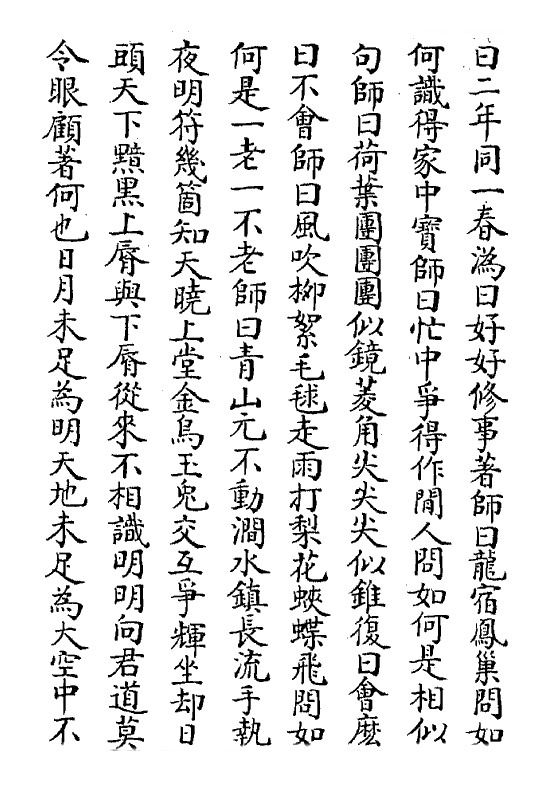 曰二年同一春溈曰好好修事著師曰龍宿鳳巢問如
何識得家中寶師曰忙中爭得作閒人問如何是相似
句師曰荷葉團團團似鏡菱角尖尖尖似錐復曰會麽
曰不會師曰風吹柳絮毛毬走雨打梨花蛺蝶飛問如
何是一老一不老師曰青山元不動澗水鎮長流手執
夜明符幾箇知天曉上堂金烏玉兔交互爭輝坐却日
頭天下黯黑上脣與下脣從來不相識明明向君道莫
令眼顧著何也日月未足為明天地未足為大空中不